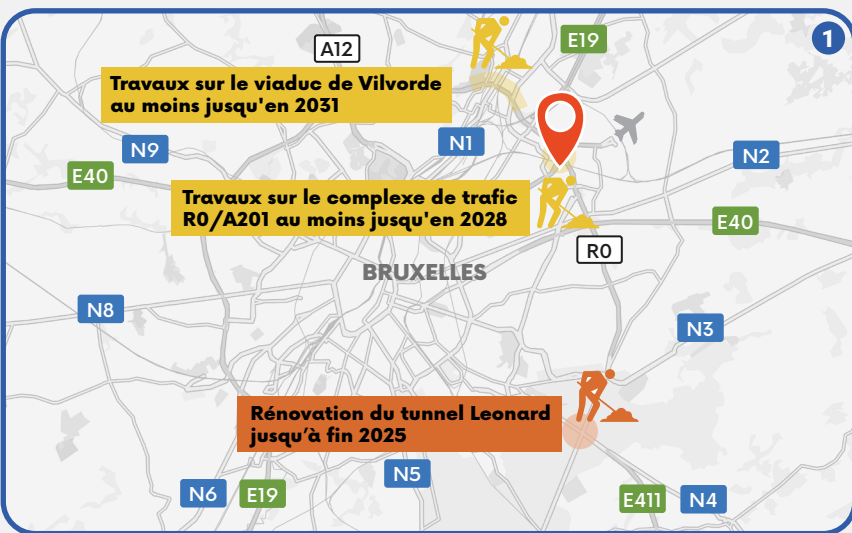 1
E19
A12
Travaux sur le viaduc de Vilvorde
au moins jusqu'en 2031
N1
N9
N2
E40
Travaux sur le complexe de trafic
R0/A201 au moins jusqu'en 2028
E40
R0
BRUXELLES
N8
N3
Rénovation du tunnel Leonard
jusqu’à fin 2025
N5
N6
E19
E411
N4